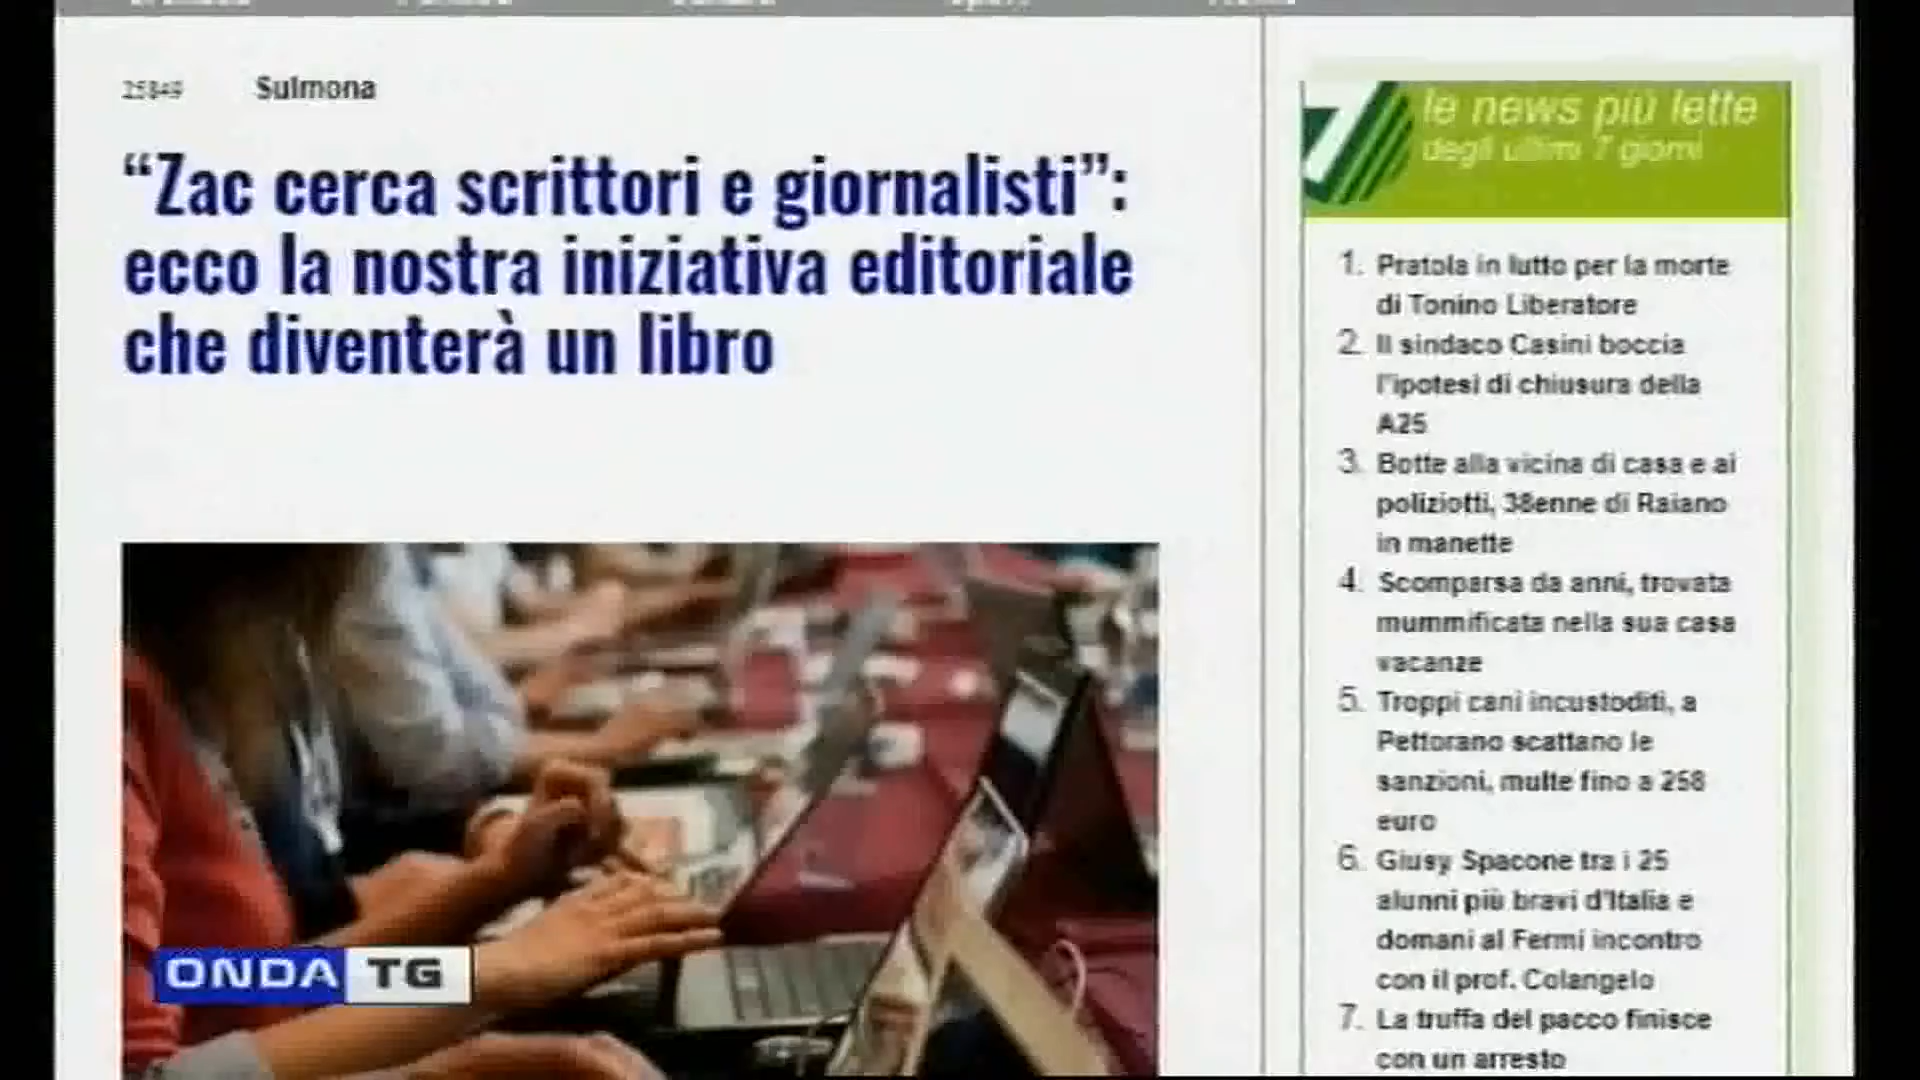 Sulmona
“Zac cerca scrittori e giornalisti”:
ecco la nostra iniziativa editoriale
che diventerà un libro
ONDA TG
7 le news più lette
degli ultimi 7 giorni
1. Pratola in lutto per la morte
di Tonino Liberatore
2. Il sindaco Casini boccia
l'ipotesi di chiusura della
A25
3. Botte alla vicina di casa e ai
poliziotti, 38enne di Raiano
in manette
4. Scomparsa da anni, trovata
mummificata nella sua casa
vacanze
5. Troppi cani incustoditi, a
Pettorano scattano le
sanzioni, multe fino a 258
euro
6. Giusy Spacone tra i 25
alunni più bravi d'Italia e
domani al Fermi incontro
con il prof. Colangelo
7. La truffa del pacco finisce
con un arresto